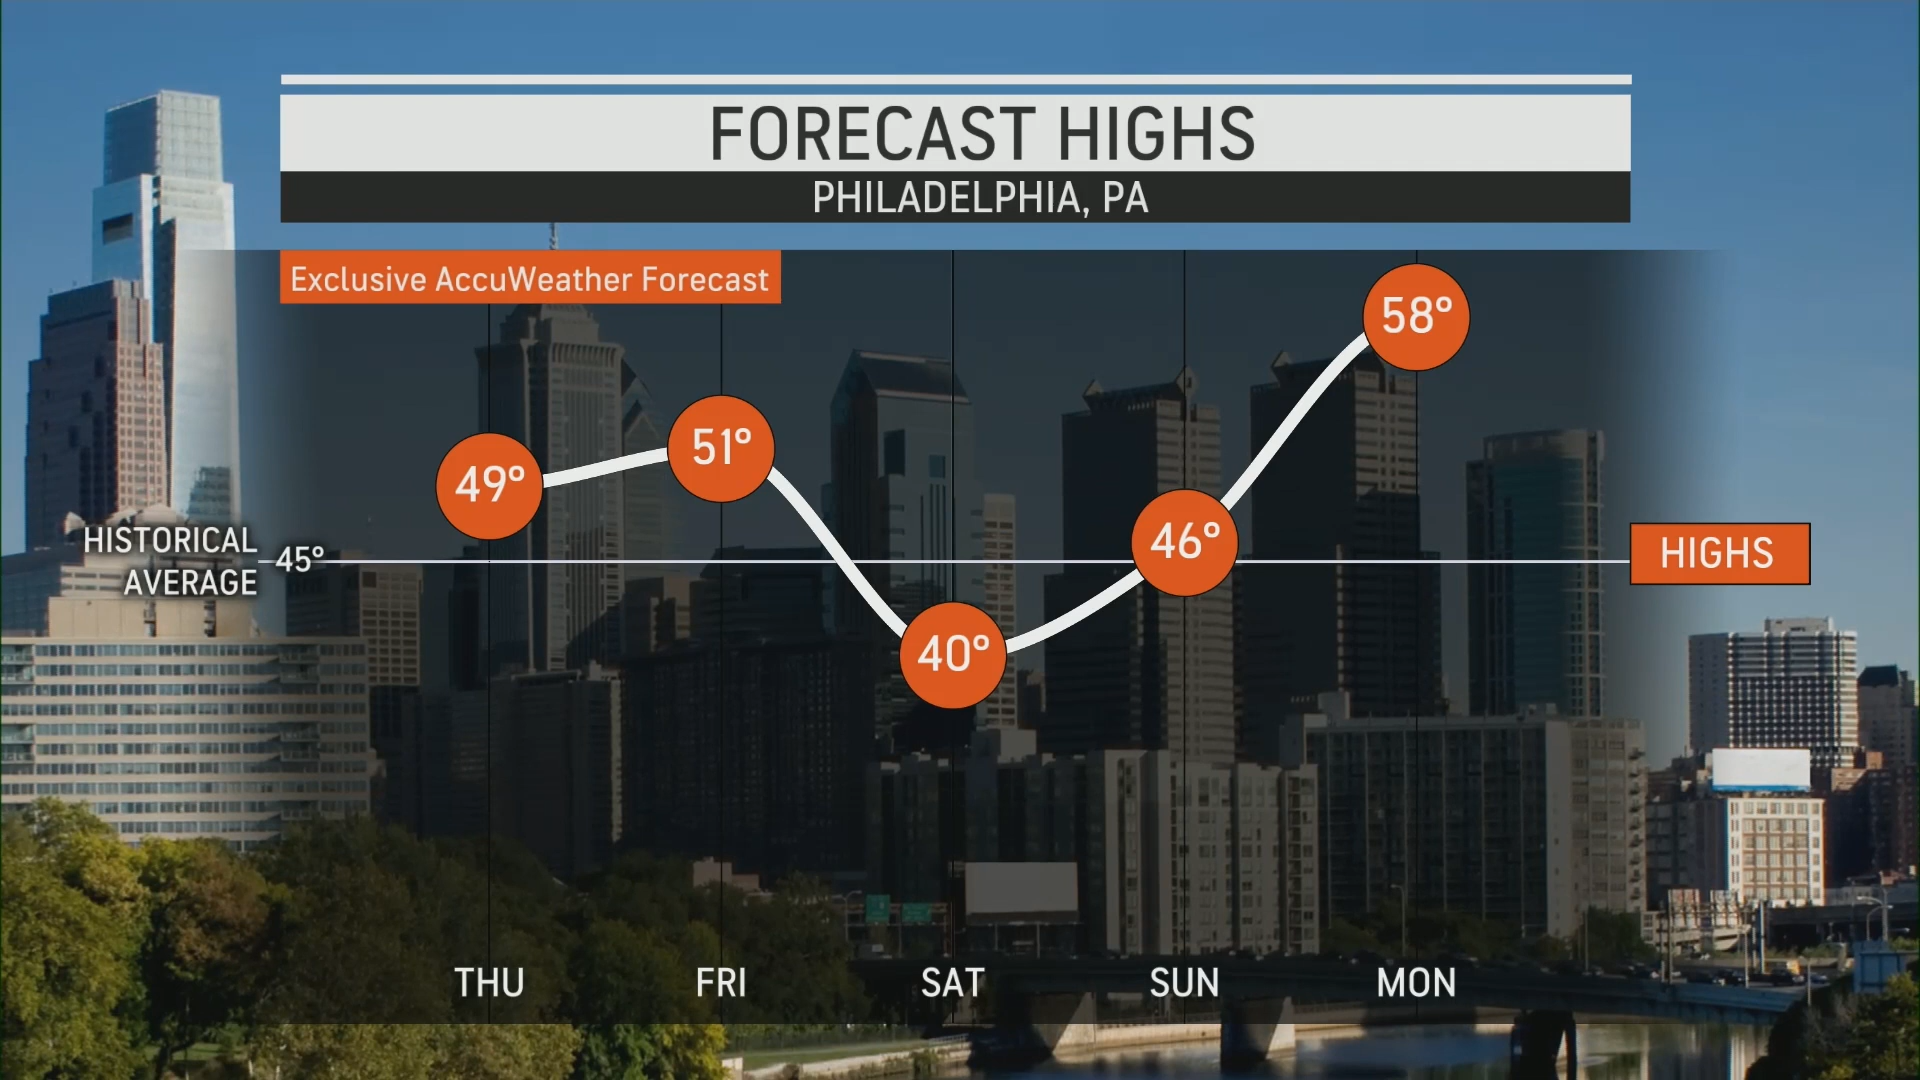 FORECAST HIGHS
PHILADELPHIA, PA
Exclusive AccuWeather Forecast
58°
51°
49°
46°
HISTORICAL
AVERAGE
45°
HIGHS
40°
THU FRI SAT SUN MON